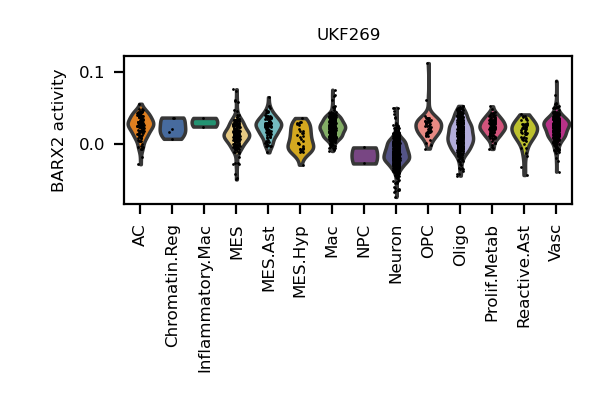 UKF269
BARX2 activity
0.1
0.0
AC
Chromatin.Reg
Inflammatory.Mac
MES
MES.Ast
MES.Hyp
Mac
NPC
Neuron
OPC
Oligo
Prolif.Metab
Reactive.Ast
Vasc